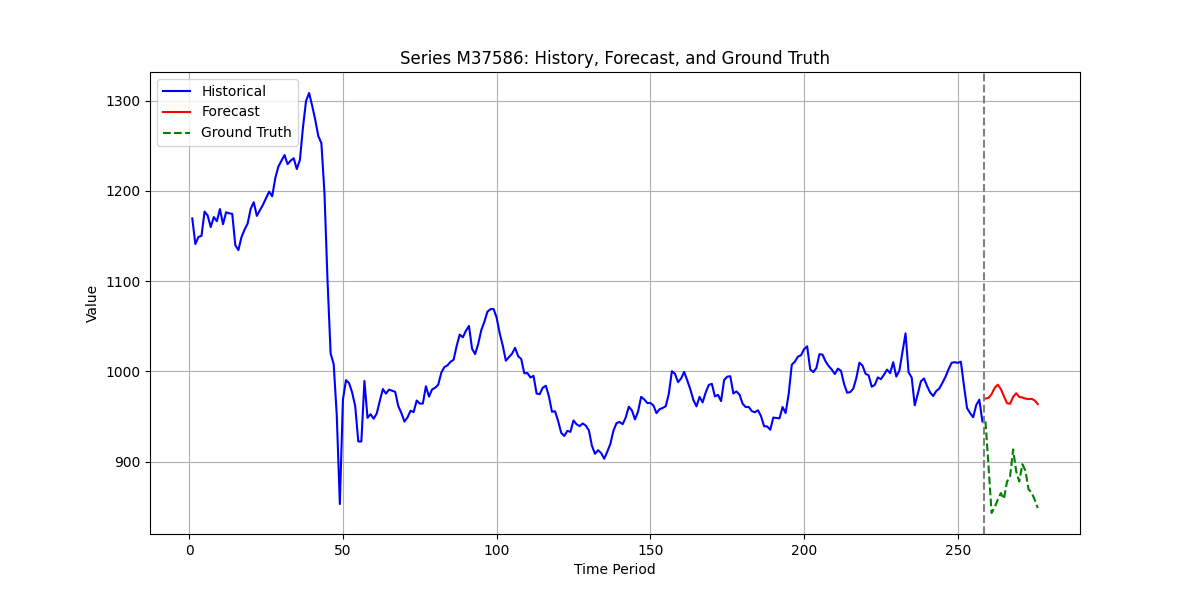 Series M37586: History, Forecast, and Ground Truth
Historical
Forecast
Ground Truth
1300
1200
1100
1000
900
Value
0 50 100 150 200 250
Time Period